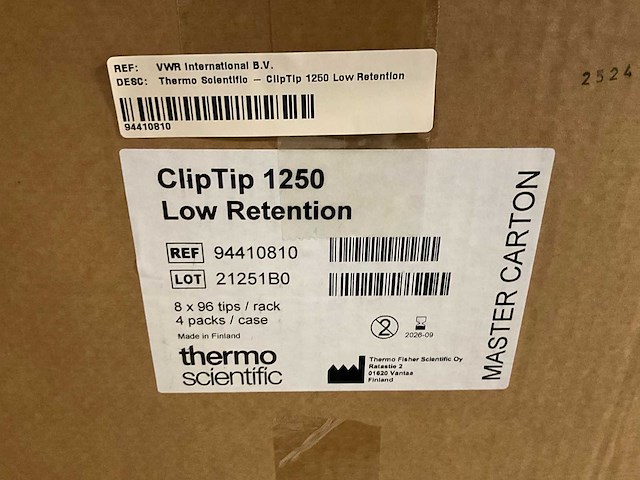 REF: VWR International B.V.
DESC: Thermo Scientific – ClipTip 1250 Low Retention
94410810
2524
ClipTip 1250
Low Retention
REF 94410810
LOT 21251B0
8 x 96 tips / rack
4 packs / case
Made in Finland
thermo
scientific
2
2026-09
Thermo Fisher Scientific Oy
Ratastie 2
01620 Vantaa
Finland
MASTER CARTON